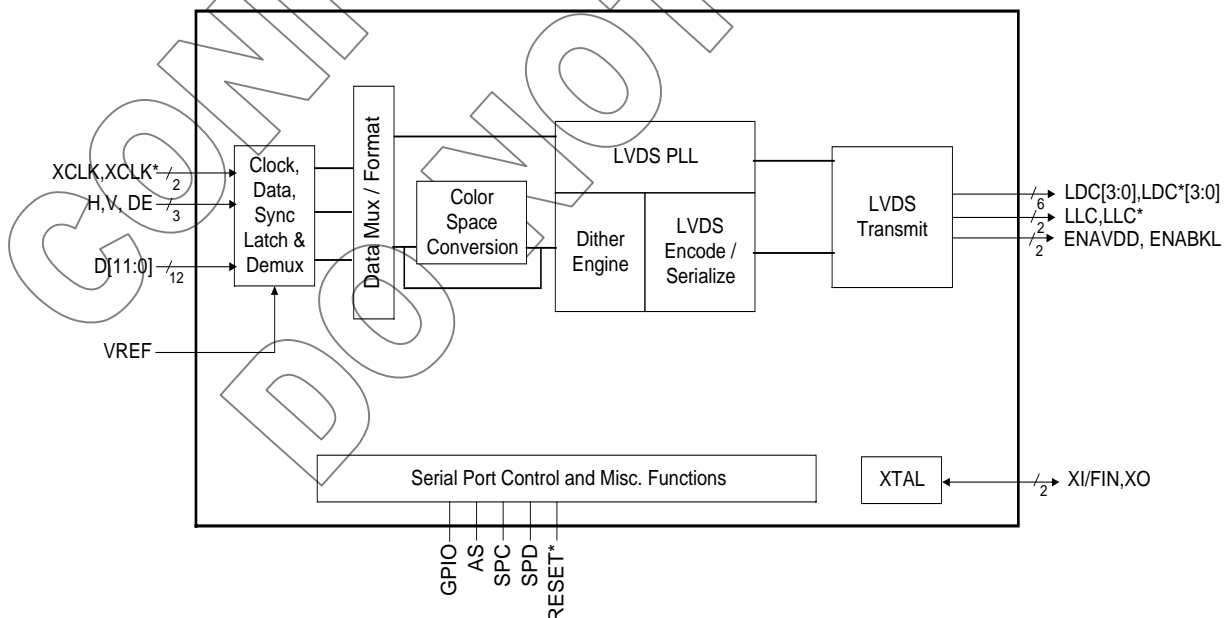 CON
DO NOT
XCLK,XCLK*
2
H,V, DE
3
D[11:0]
12
VREF
Clock,
Data,
Sync
Latch &
Demux
Data Mux / Format
Color
Space
Conversion
LVDS PLL
Dither
Engine
LVDS
Encode /
Serialize
LVDS
Transmit
6
LDC[3:0],LDC*[3:0]
2
LLC,LLC*
2
ENAVDD, ENABKL
Serial Port Control and Misc. Functions
XTAL
2
XI/FIN,XO
GPIO
AS
SPC
SPD
RESET*